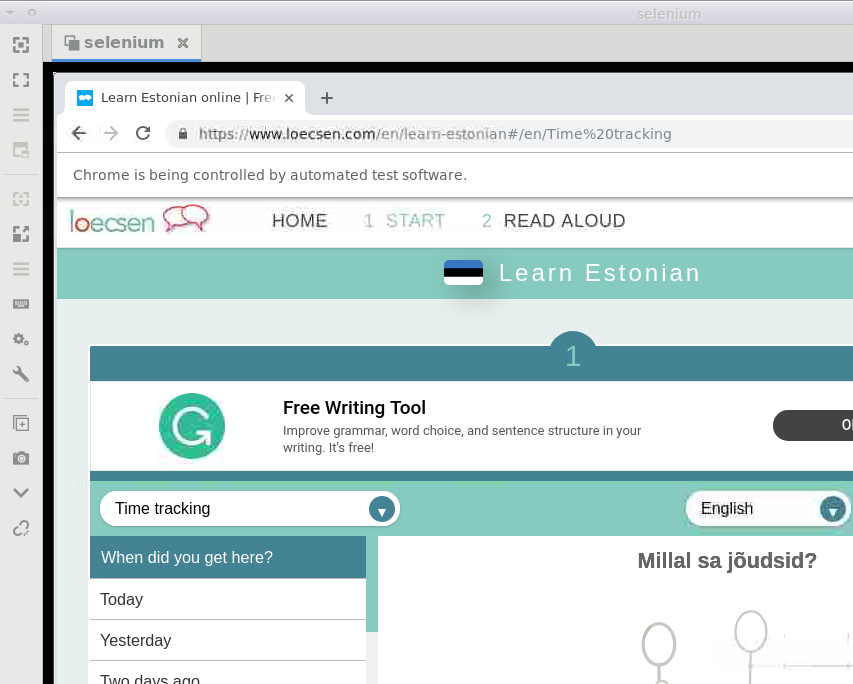 selenium
selenium
Learn Estonian online | Free
https://www.loecsen.com/en/learn-estonian#/en/Time%20tracking
Chrome is being controlled by automated test software.
loecsen HOME 1 START 2 READ ALOUD
Learn Estonian
1
Free Writing Tool
Improve grammar, word choice, and sentence structure in your
writing. It's free!
Time tracking
English
When did you get here?
Millal sa jõudsid?
Today
Yesterday
Two days ago